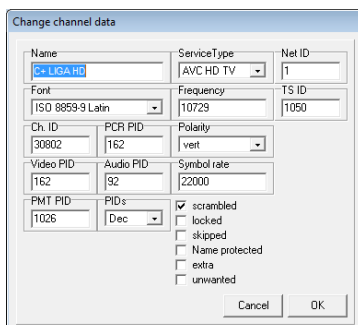 Change channel data
Name
C+ LIGA HD
ServiceType
AVC HD TV
Net ID
1
Font
ISO 8859-9 Latin
Frequency
10729
TS ID
1050
Ch. ID
30802
PCR PID
162
Polarity
vert
Video PID
162
Audio PID
92
Symbol rate
22000
PMT PID
1026
PIDs
Dec
scrambled
locked
skipped
Name protected
extra
unwanted
Cancel
OK